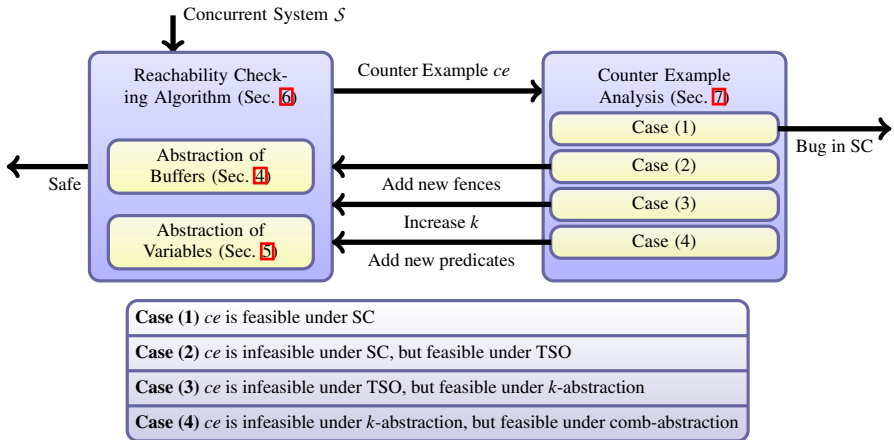 Concurrent System S
Reachability Check-
ing Algorithm (Sec. 6)
Counter Example ce
Counter Example
Analysis (Sec. 7)
Case (1)
Bug in SC
Abstraction of
Buffers (Sec. 4)
Safe
Case (2)
Add new fences
Case (3)
Increase k
Abstraction of
Variables (Sec. 5)
Case (4)
Add new predicates
Case (1) ce is feasible under SC
Case (2) ce is infeasible under SC, but feasible under TSO
Case (3) ce is infeasible under TSO, but feasible under k-abstraction
Case (4) ce is infeasible under k-abstraction, but feasible under comb-abstraction